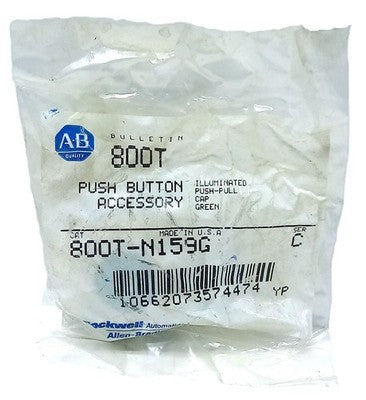 AB
QUALITY
BULLETIN
800T
PUSH BUTTON
ACCESSORY
ILLUMINATED
PUSH-PULL
CAP
GREEN
CAT
MADE IN U.S.A
SER
800T-N159G
C
10662073574474 YP
Rockwell Automation
Allen-Brad